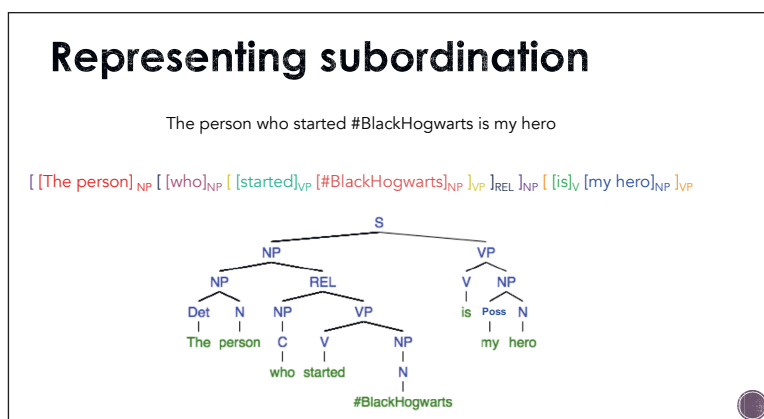 Representing subordination
The person who started #BlackHogwarts is my hero
[ [The person] NP [ [who]NP [ [started]VP [#BlackHogwarts]NP ]VP ]REL ]NP [ [is]V [my hero]NP ]VP
S
NP VP
NP REL V NP
Det N NP VP is Poss N
The person C V NP my hero
who started N
#BlackHogwarts